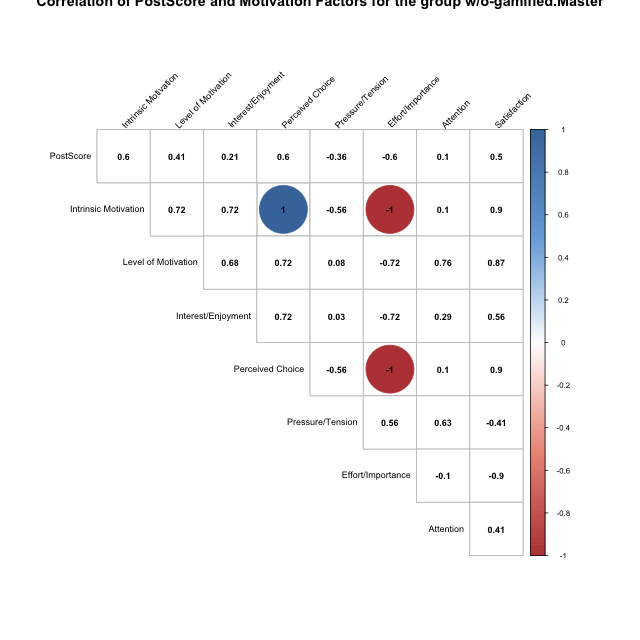 Correlation of PostScore and Motivation Factors for the group w/o-gamified.Master
Intrinsic Motivation
Level of Motivation
Interest/Enjoyment
Perceived Choice
Pressure/Tension
Effort/Importance
Attention
Satisfaction
PostScore 0.6 0.41 0.21 0.6 -0.36 -0.6 0.1 0.5
Intrinsic Motivation 0.72 0.72 1 -0.56 -1 0.1 0.9
Level of Motivation 0.68 0.72 0.08 -0.72 0.76 0.87
Interest/Enjoyment 0.72 0.03 -0.72 0.29 0.56
Perceived Choice -0.56 -1 0.1 0.9
Pressure/Tension 0.56 0.63 -0.41
Effort/Importance -0.1 -0.9
Attention 0.41
1
0.8
0.6
0.4
0.2
0
-0.2
-0.4
-0.6
-0.8
-1